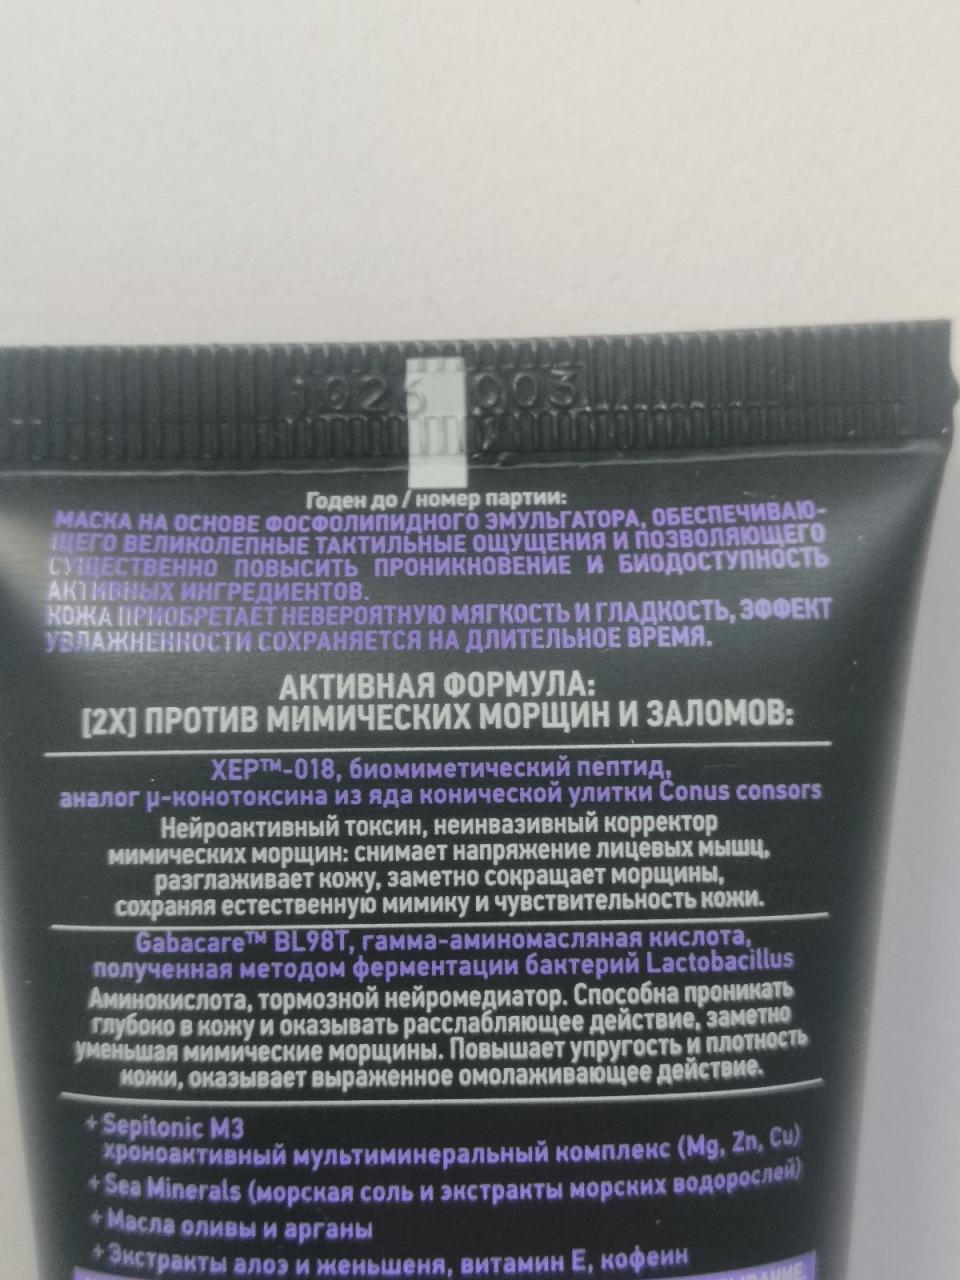 1026 003
Годен до / номер партии:
МАСКА НА ОСНОВЕ ФОСФОЛИПИДНОГО ЭМУЛЬГАТОРА, ОБЕСПЕЧИВАЮ-
ЩЕГО ВЕЛИКОЛЕПНЫЕ ТАКТИЛЬНЫЕ ОЩУЩЕНИЯ И ПОЗВОЛЯЮЩЕГО
СУЩЕСТВЕННО ПОВЫСИТЬ ПРОНИКНОВЕНИЕ И БИОДОСТУПНОСТЬ
АКТИВНЫХ ИНГРЕДИЕНТОВ.
КОЖА ПРИОБРЕТАЕТ НЕВЕРОЯТНУЮ МЯГКОСТЬ И ГЛАДКОСТЬ, ЭФФЕКТ
УВЛАЖНЕННОСТИ СОХРАНЯЕТСЯ НА ДЛИТЕЛЬНОЕ ВРЕМЯ.
АКТИВНАЯ ФОРМУЛА:
[2X] ПРОТИВ МИМИЧЕСКИХ МОРЩИН И ЗАЛОМОВ:
XEP™-018, биомиметический пептид,
аналог µ-конотоксина из яда конической улитки Conus consors
Нейроактивный токсин, неинвазивный корректор
мимических морщин: снимает напряжение лицевых мышц,
разглаживает кожу, заметно сокращает морщины,
сохраняя естественную мимику и чувствительность кожи.
Gabacare™ BL98T, гамма-аминомасляная кислота,
полученная методом ферментации бактерий Lactobacillus
Аминокислота, тормозной нейромедиатор. Способна проникать
глубоко в кожу и оказывать расслабляющее действие, заметно
уменьшая мимические морщины. Повышает упругость и плотность
кожи, оказывает выраженное омолаживающее действие.
+ Sepitonic M3
хроноактивный мультиминеральный комплекс (Mg, Zn, Cu)
+ Sea Minerals (морская соль и экстракты морских водорослей)
+ Масла оливы и арганы
+ Экстракты алоэ и женьшеня, витамин Е, кофеин